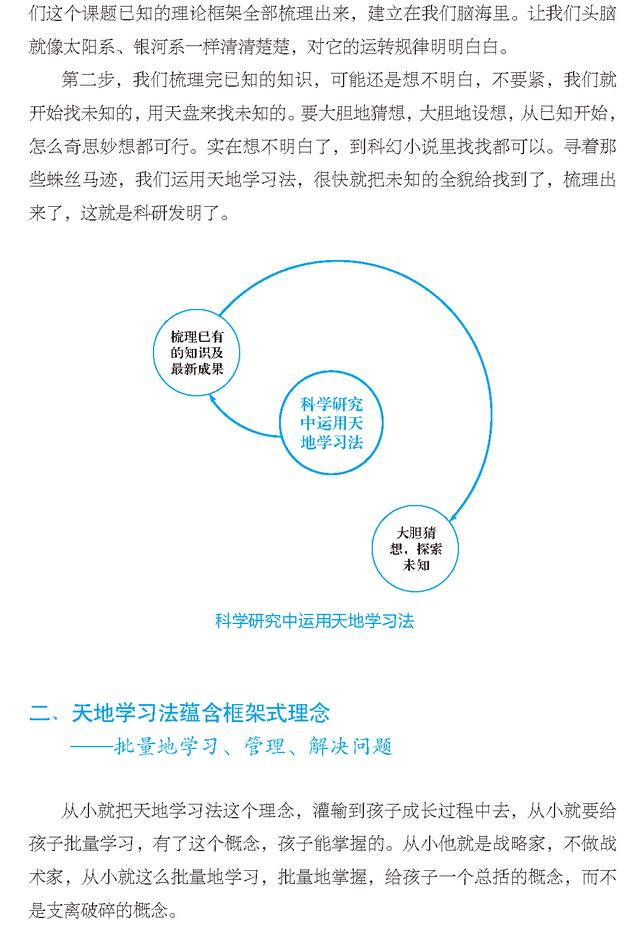 们这个课题已知的理论框架全部梳理出来，建立在我们脑海里。让我们头脑
就像太阳系、银河系一样清清楚楚，对它的运转规律明明白白。
第二步，我们梳理完已知的知识，可能还是想不明白，不要紧，我们就
开始找未知的，用天盘来找未知的。要大胆地猜想，大胆地设想，从已知开始，
怎么奇思妙想都可行。实在想不明白了，到科幻小说里找找都可以。寻着那
些蛛丝马迹，我们运用天地学习法，很快就把未知的全貌给找到了，梳理出
来了，这就是科研发明了。
梳理已有
的知识及
最新成果
科学研究
中运用天
地学习法
大胆猜
想，探索
未知
科学研究中运用天地学习法
二、天地学习法蕴含框架式理念
——批量地学习、管理、解决问题
从小就把天地学习法这个理念，灌输到孩子成长过程中去，从小就要给
孩子批量学习，有了这个概念，孩子能掌握的。从小他就是战略家，不做战
术家，从小就这么批量地学习，批量地掌握，给孩子一个总括的概念，而不
是支离破碎的概念。